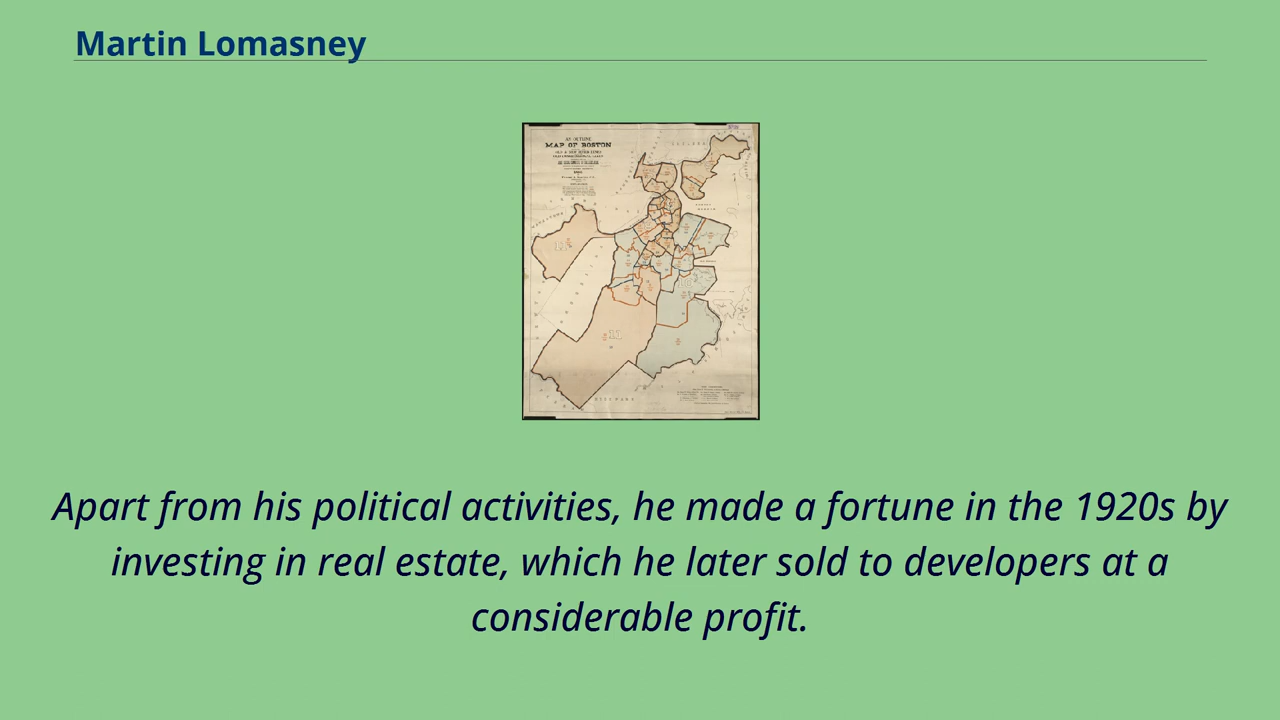 Martin Lomasney
MAP OF BOSTON
11
Apart from his political activities, he made a fortune in the 1920s by
investing in real estate, which he later sold to developers at a
considerable profit.